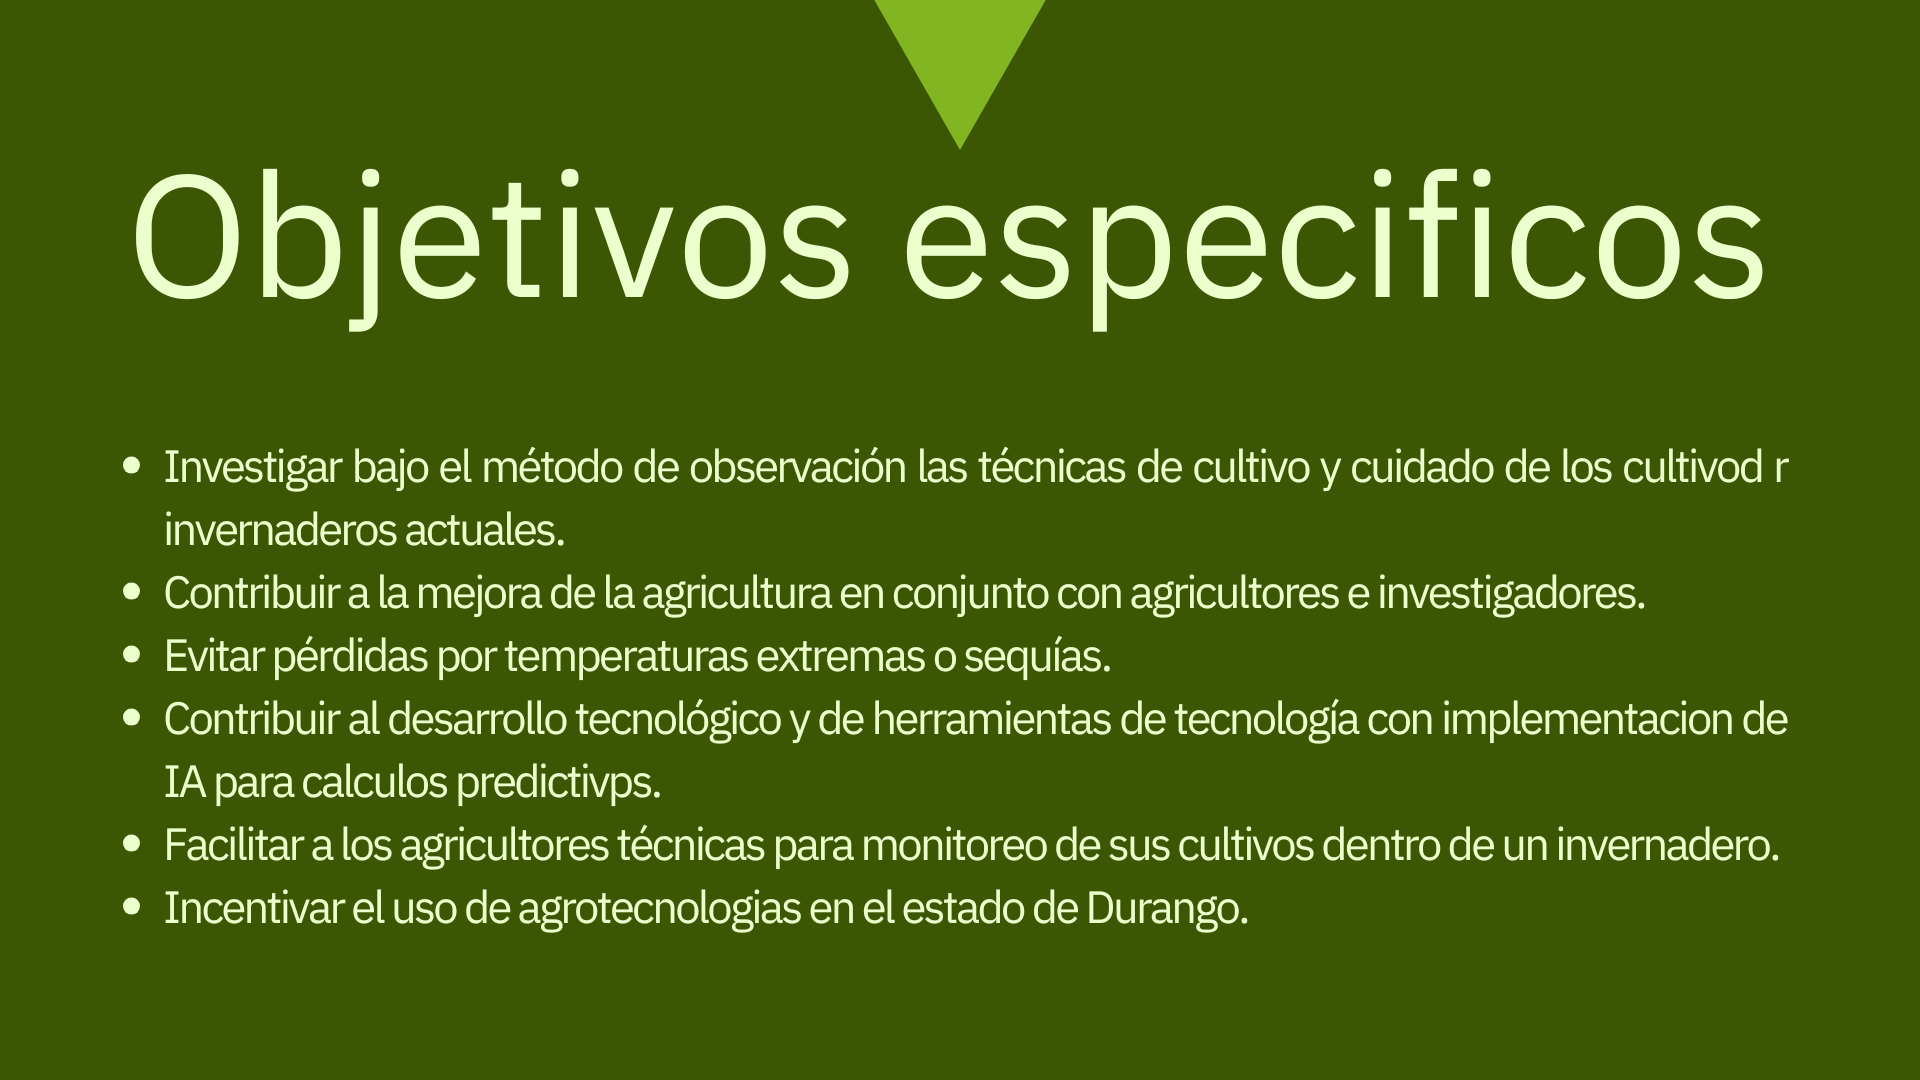 Objetivos especificos
• Investigar bajo el método de observación las técnicas de cultivo y cuidado de los cultivod r
invernaderos actuales.
• Contribuir a la mejora de la agricultura en conjunto con agricultores e investigadores.
• Evitar pérdidas por temperaturas extremas o sequías.
• Contribuir al desarrollo tecnológico y de herramientas de tecnología con implementacion de
IA para calculos predictivps.
• Facilitar a los agricultores técnicas para monitoreo de sus cultivos dentro de un invernadero.
• Incentivar el uso de agrotecnologias en el estado de Durango.